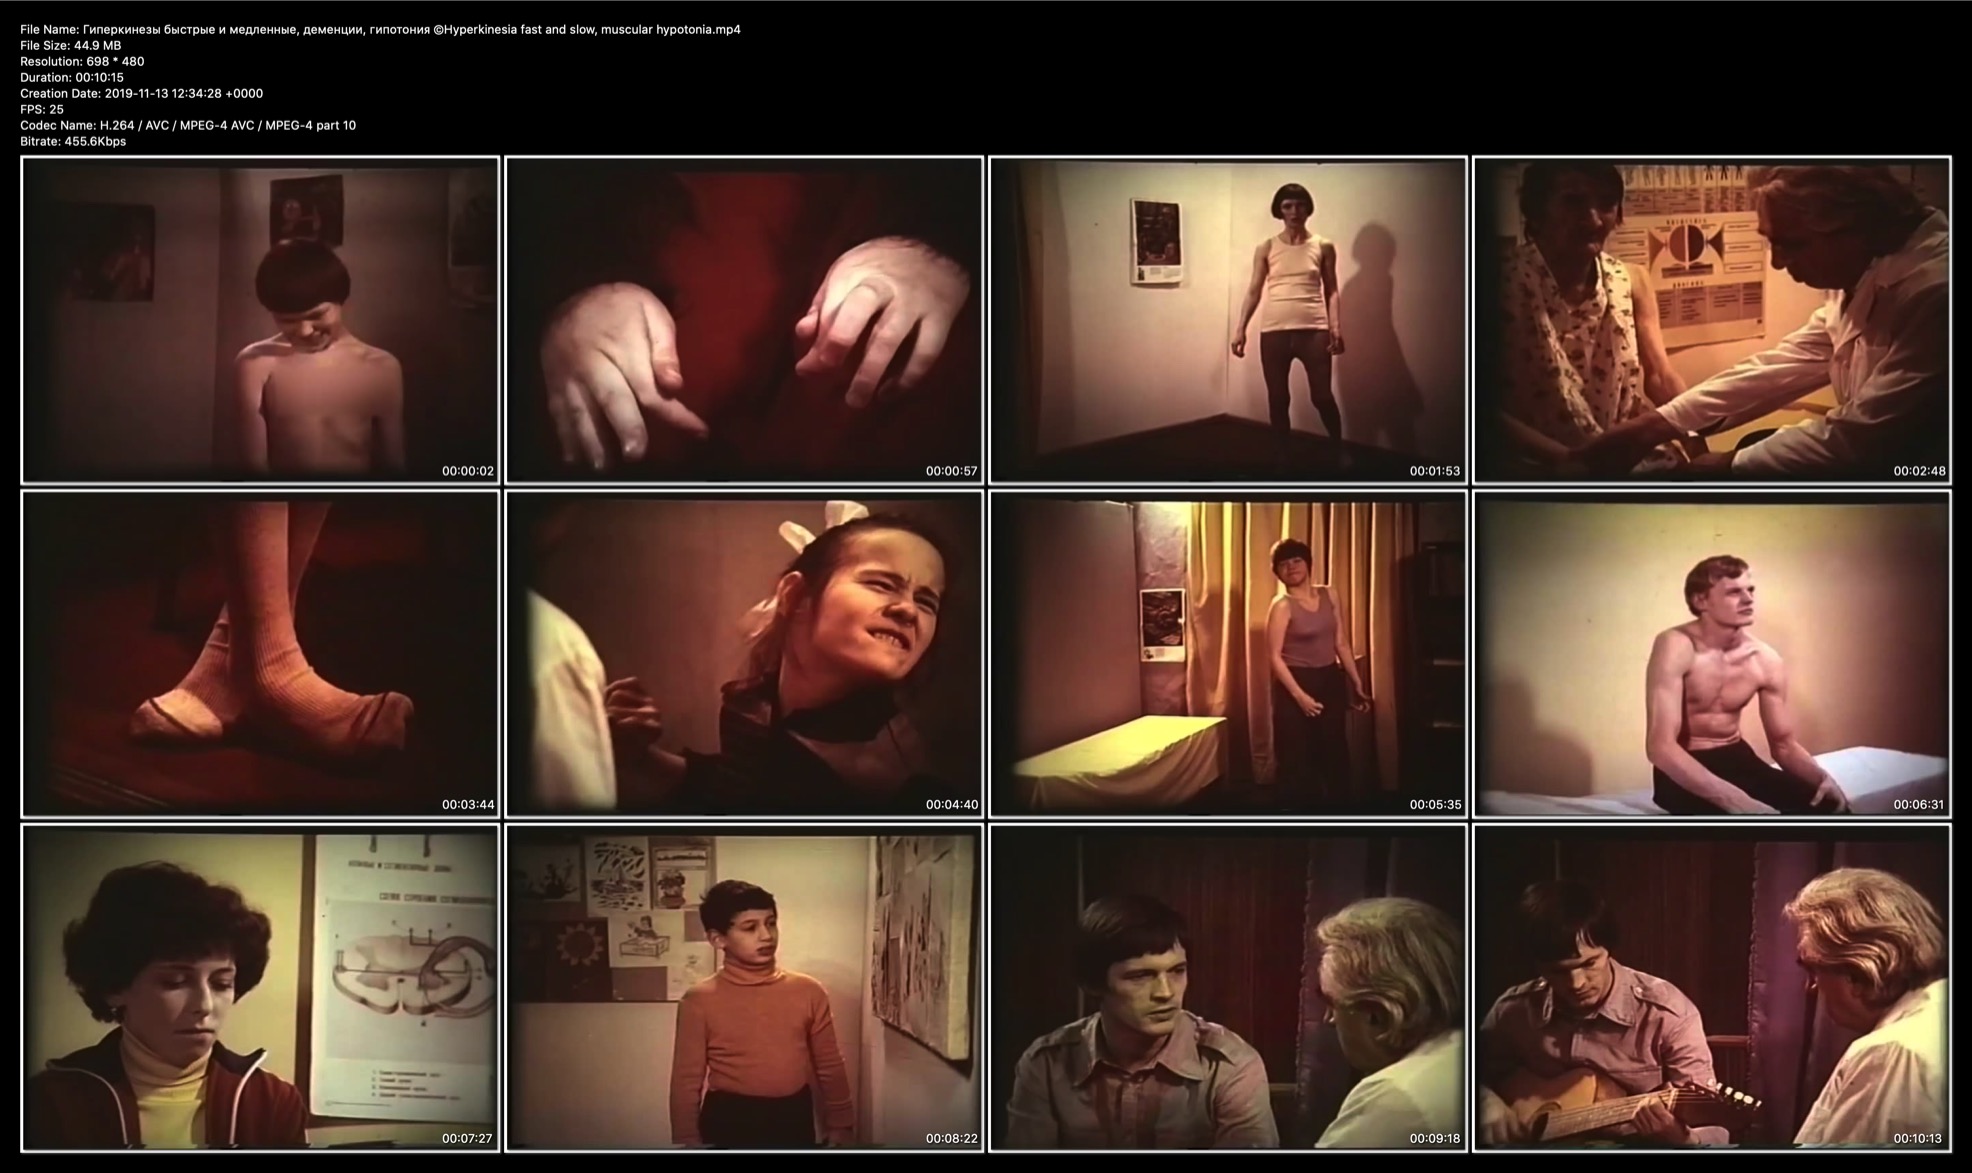 File Name: Гиперкинезы быстрые и медленные, деменции, гипотония ©Hyperkinesia fast and slow, muscular hypotonia.mp4
File Size: 44.9 MB
Resolution: 698 * 480
Duration: 00:10:15
Creation Date: 2019-11-13 12:34:28 +0000
FPS: 25
Codec Name: H.264 / AVC / MPEG-4 AVC / MPEG-4 part 10
Bitrate: 455.6Kbps
00:00:02
00:00:57
00:01:53
00:02:48
00:03:44
00:04:40
00:05:35
00:06:31
00:07:27
00:08:22
00:09:18
00:10:13